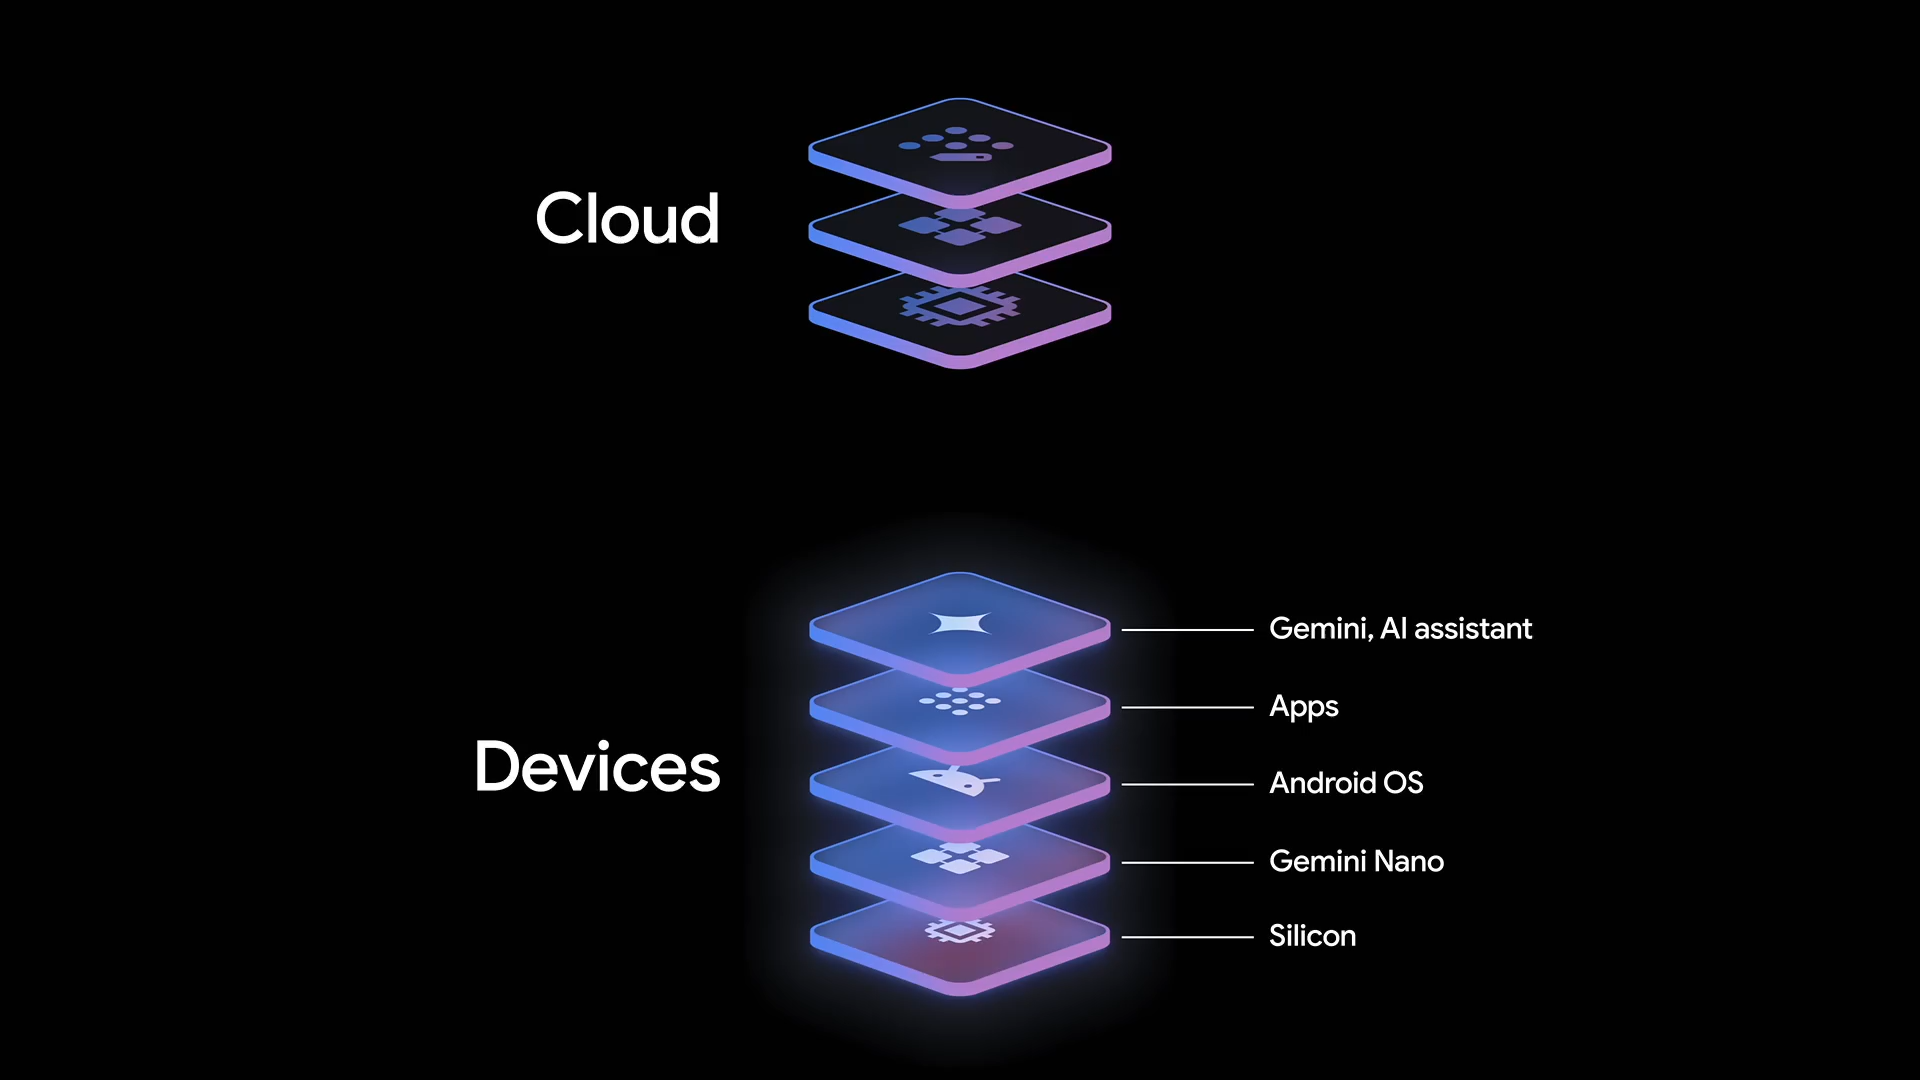 Cloud
Devices
Gemini, AI assistant
Apps
Android OS
Gemini Nano
Silicon